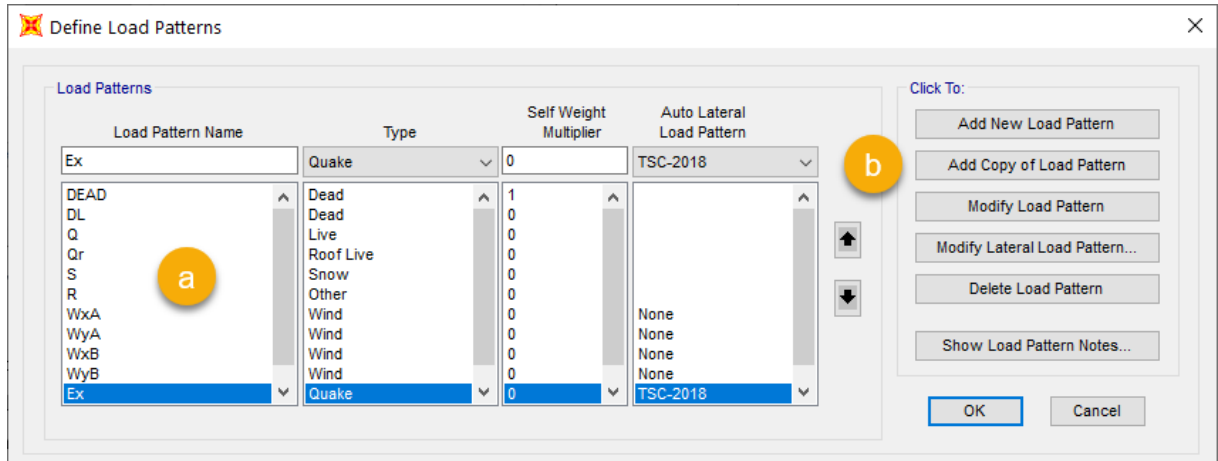 Define Load Patterns
Load Patterns
Click To:
Load Pattern Name
Type
Self Weight
Multiplier
Auto Lateral
Load Pattern
Ex
Quake
0
TSC-2018
DEAD Dead 1
DL Dead 0
Q Live 0
Qr Roof Live 0
S Snow 0
R Other 0
WxA Wind 0 None
WyA Wind 0 None
WxB Wind 0 None
WyB Wind 0 None
Ex Quake 0 TSC-2018
a
b
Add New Load Pattern
Add Copy of Load Pattern
Modify Load Pattern
Modify Lateral Load Pattern...
Delete Load Pattern
Show Load Pattern Notes...
OK
Cancel